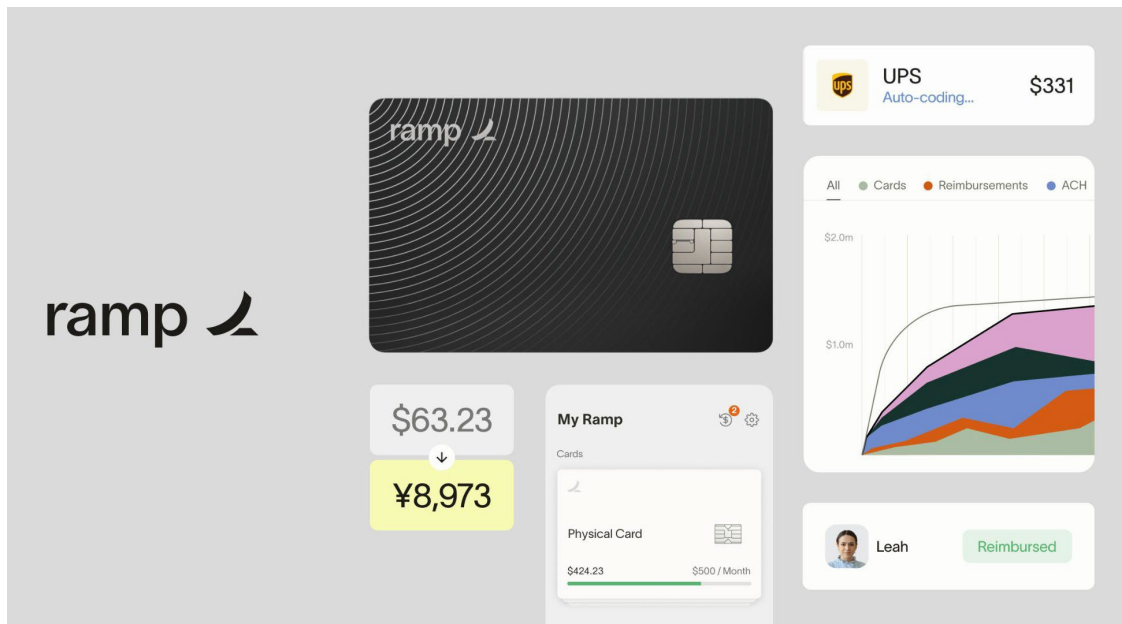 ramp
ramp
$63.23
¥8,973
My Ramp
2
Cards
Physical Card
$424.23
$500 / Month
ups
UPS
Auto-coding...
$331
All
Cards
Reimbursements
ACH
$2.0m
$1.0m
Leah
Reimbursed